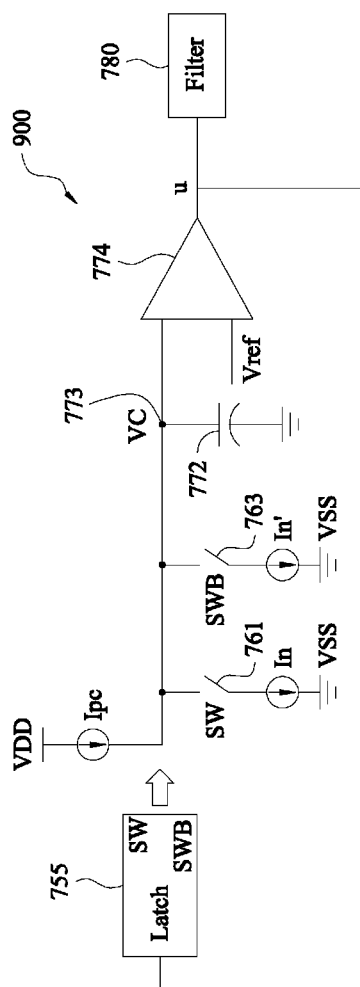 900
755
Latch
SW
SWB
VDD
Ipc
SW
761
In
VSS
SWB
763
In'
VSS
VC
773
772
Vref
774
u
780
Filter